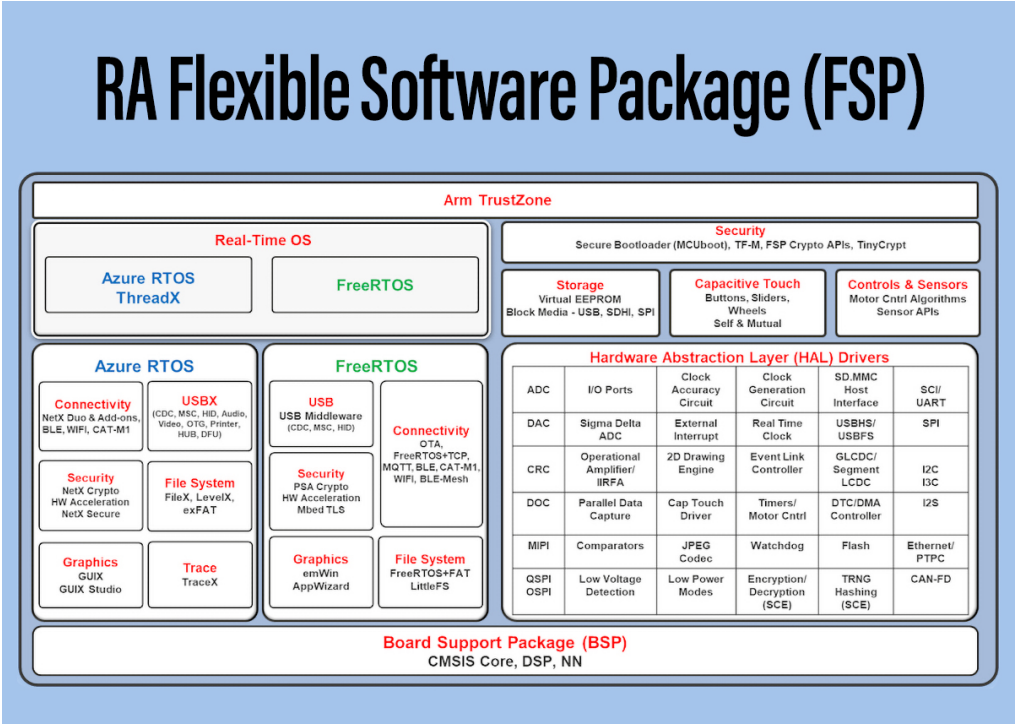 RA Flexible Software Package (FSP)
Arm TrustZone
Real-Time OS
Azure RTOS
ThreadX
FreeRTOS
Security
Secure Bootloader (MCUboot), TF-M, FSP Crypto APIs, TinyCrypt
Storage
Virtual EEPROM
Block Media - USB, SDHI, SPI
Capacitive Touch
Buttons, Sliders,
Wheels
Self & Mutual
Controls & Sensors
Motor Cntrl Algorithms
Sensor APIs
Azure RTOS
Connectivity
NetX Duo & Add-ons,
BLE, WIFI, CAT-M1
USBX
(CDC, MSC, HID, Audio,
Video, OTG, Printer,
HUB, DFU)
Security
NetX Crypto
HW Acceleration
NetX Secure
File System
FileX, LevelX,
exFAT
Graphics
GUIX
GUIX Studio
Trace
TraceX
FreeRTOS
USB
USB Middleware
(CDC, MSC, HID)
Connectivity
OTA,
FreeRTOS+TCP,
MQTT, BLE, CAT-M1,
WIFI, BLE-Mesh
Security
PSA Crypto
HW Acceleration
Mbed TLS
Graphics
emWin
AppWizard
File System
FreeRTOS+FAT
LittleFS
Hardware Abstraction Layer (HAL) Drivers
ADC
I/O Ports
Clock
Accuracy
Circuit
Clock
Generation
Circuit
SD.MMC
Host
Interface
SCI/
UART
DAC
Sigma Delta
ADC
External
Interrupt
Real Time
Clock
USBHS/
USBFS
SPI
CRC
Operational
Amplifier/
IIRFA
2D Drawing
Engine
Event Link
Controller
GLCDC/
Segment
LCDC
I2C
I3C
DOC
Parallel Data
Capture
Cap Touch
Driver
Timers/
Motor Cntrl
DTC/DMA
Controller
I2S
MIPI
Comparators
JPEG
Codec
Watchdog
Flash
Ethernet/
PTPC
QSPI
OSPI
Low Voltage
Detection
Low Power
Modes
Encryption/
Decryption
(SCE)
TRNG
Hashing
(SCE)
CAN-FD
Board Support Package (BSP)
CMSIS Core, DSP, NN